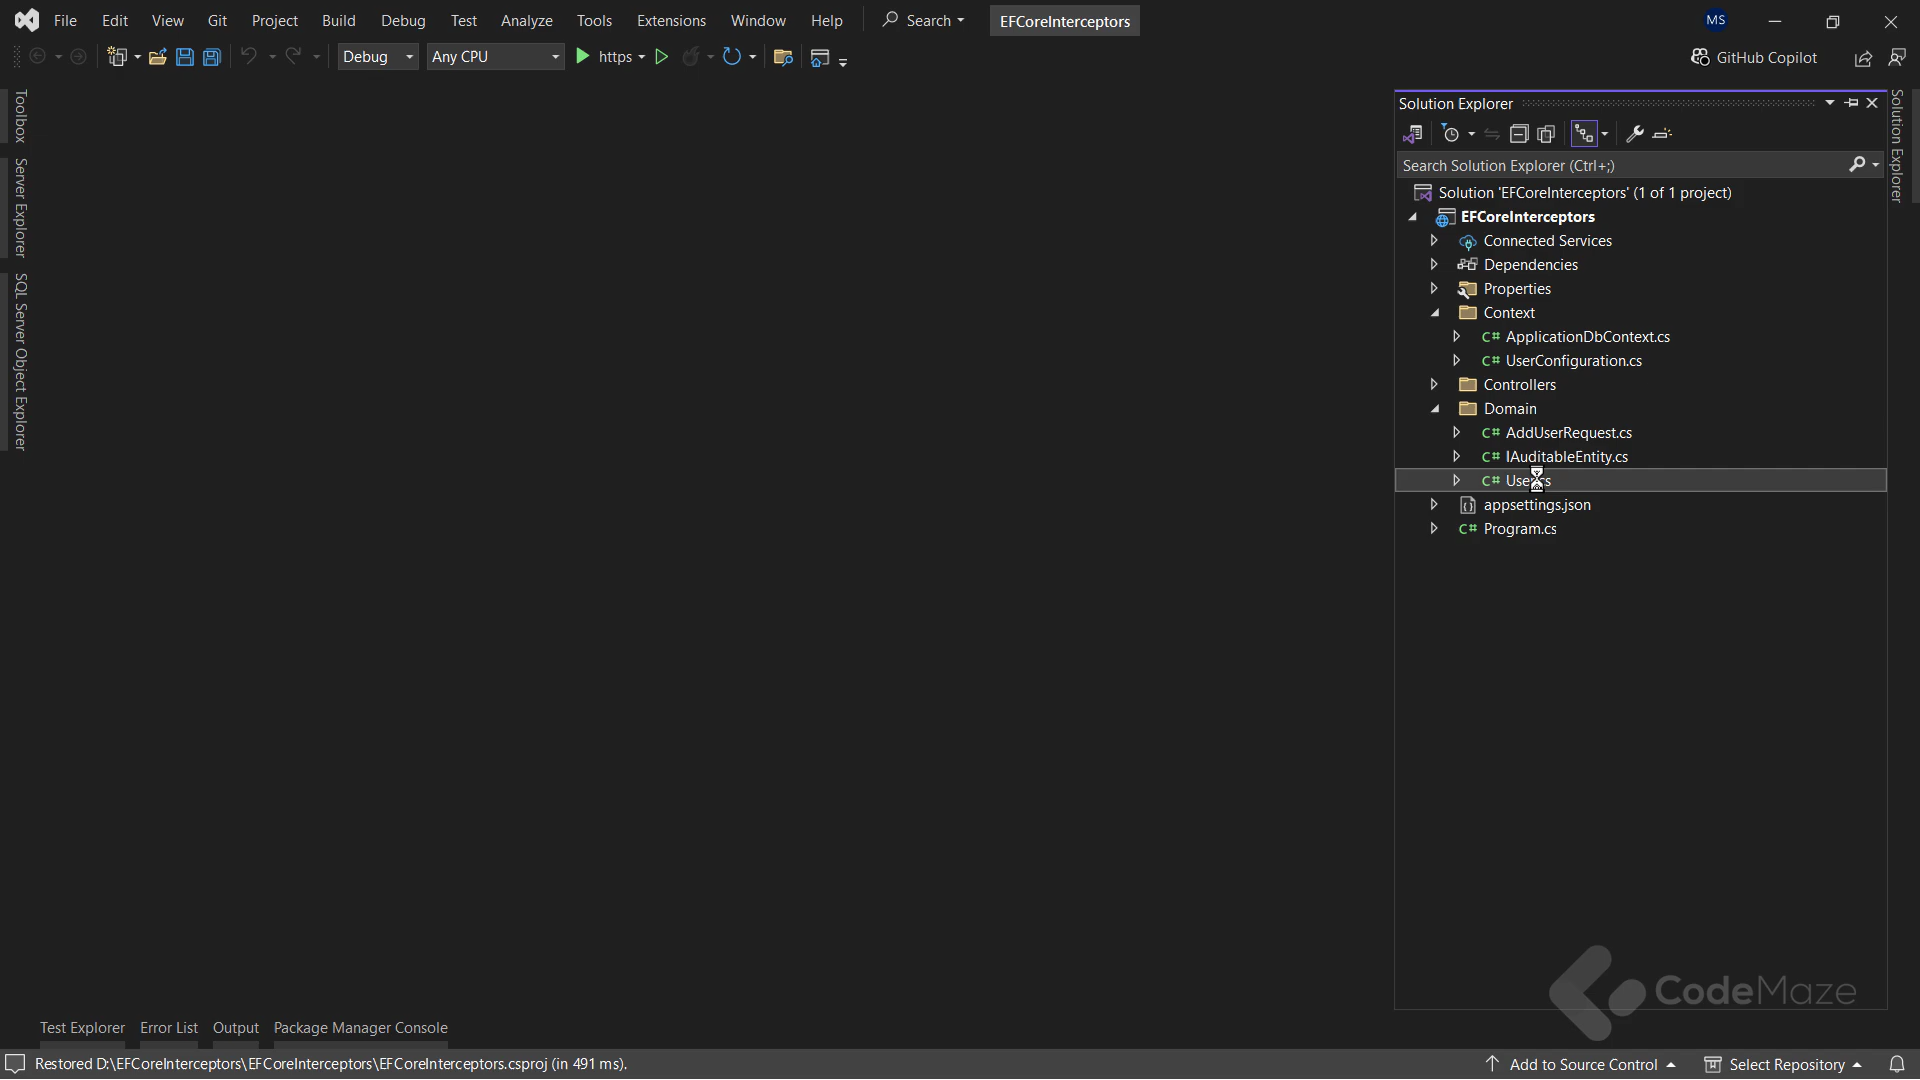 File Edit View Git Project Build Debug Test Analyze Tools Extensions Window Help Search EFCoreInterceptors MS
Debug Any CPU https GitHub Copilot
Toolbox
Server Explorer
SQL Server Object Explorer
Solution Explorer
Solution Explorer
Search Solution Explorer (Ctrl+;)
Solution 'EFCoreInterceptors' (1 of 1 project)
EFCoreInterceptors
Connected Services
Dependencies
Properties
Context
C# ApplicationDbContext.cs
C# UserConfiguration.cs
Controllers
Domain
C# AddUserRequest.cs
C# IAuditableEntity.cs
C# User.cs
appsettings.json
C# Program.cs
CodeMaze
Test Explorer Error List Output Package Manager Console
Restored D:\EFCoreInterceptors\EFCoreInterceptors\EFCoreInterceptors.csproj (in 491 ms). Add to Source Control Select Repository